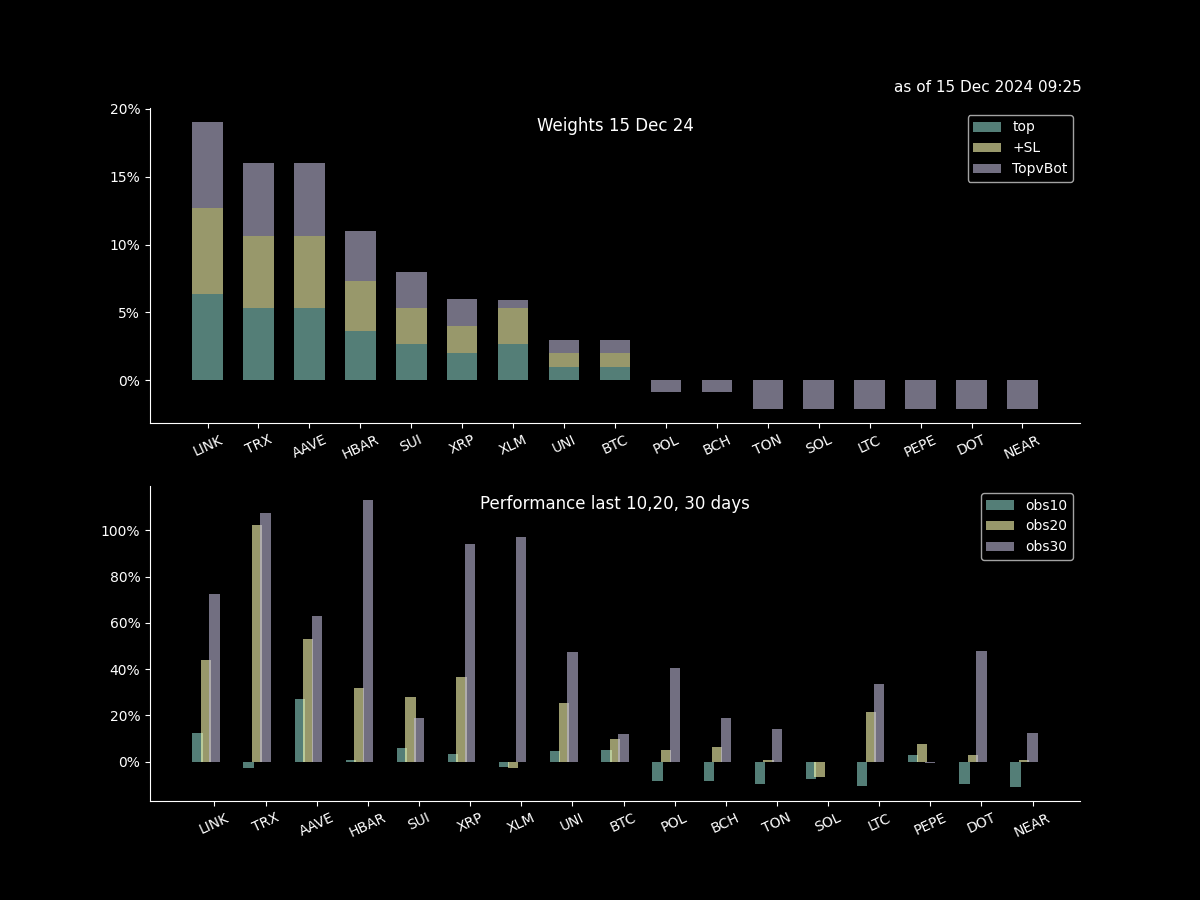 as of 15 Dec 2024 09:25
Weights 15 Dec 24
top
+SL
TopvBot
20%
15%
10%
5%
0%
LINK TRX AAVE HBAR SUI XRP XLM UNI BTC POL BCH TON SOL LTC PEPE DOT NEAR
Performance last 10,20, 30 days
obs10
obs20
obs30
100%
80%
60%
40%
20%
0%
LINK TRX AAVE HBAR SUI XRP XLM UNI BTC POL BCH TON SOL LTC PEPE DOT NEAR